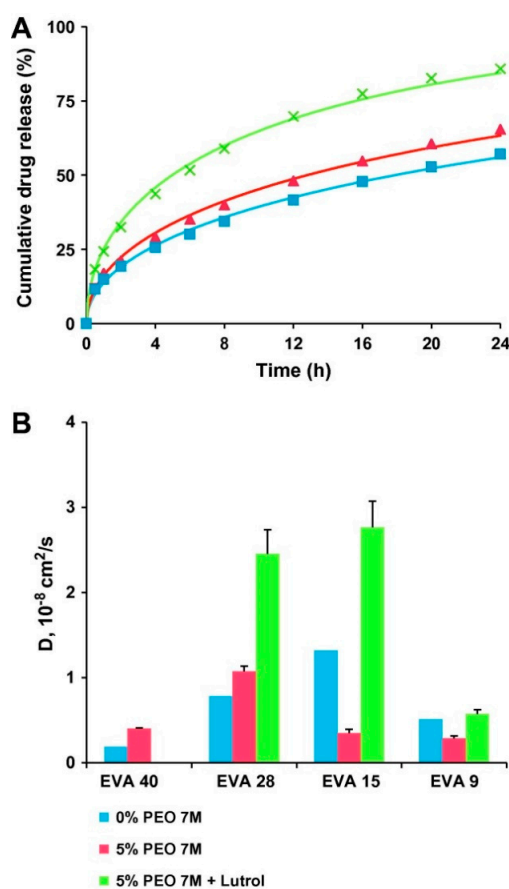 A
100
75
50
25
0
Cumulative drug release (%)
0 4 8 12 16 20 24
Time (h)
B
4
3
2
1
0
D, 10⁻⁸ cm²/s
EVA 40 EVA 28 EVA 15 EVA 9
0% PEO 7M
5% PEO 7M
5% PEO 7M + Lutrol